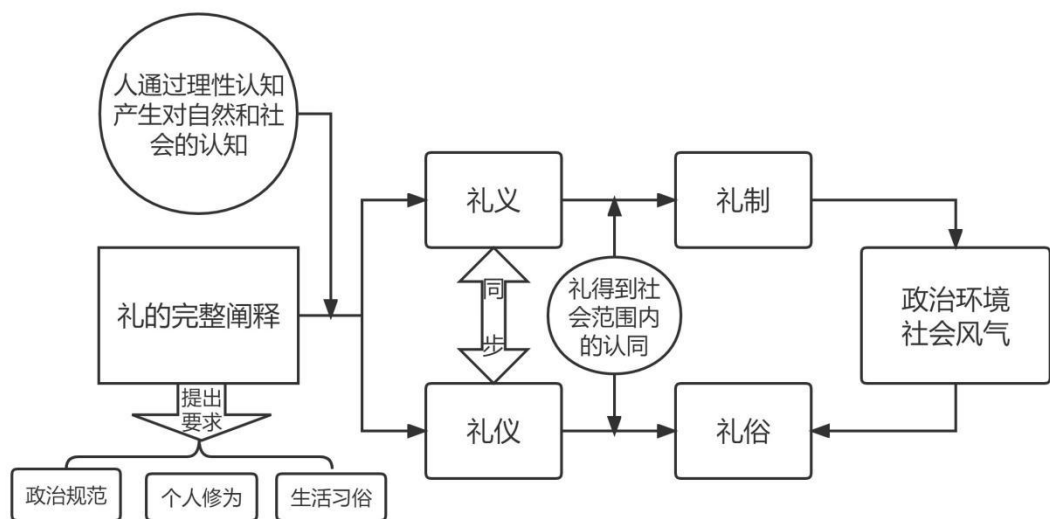 人通过理性认知
产生对自然和社
会的认知
礼义
礼制
礼的完整阐释
同
步
礼得到社
会范围内
的认同
政治环境
社会风气
提出
要求
礼仪
礼俗
政治规范
个人修为
生活习俗